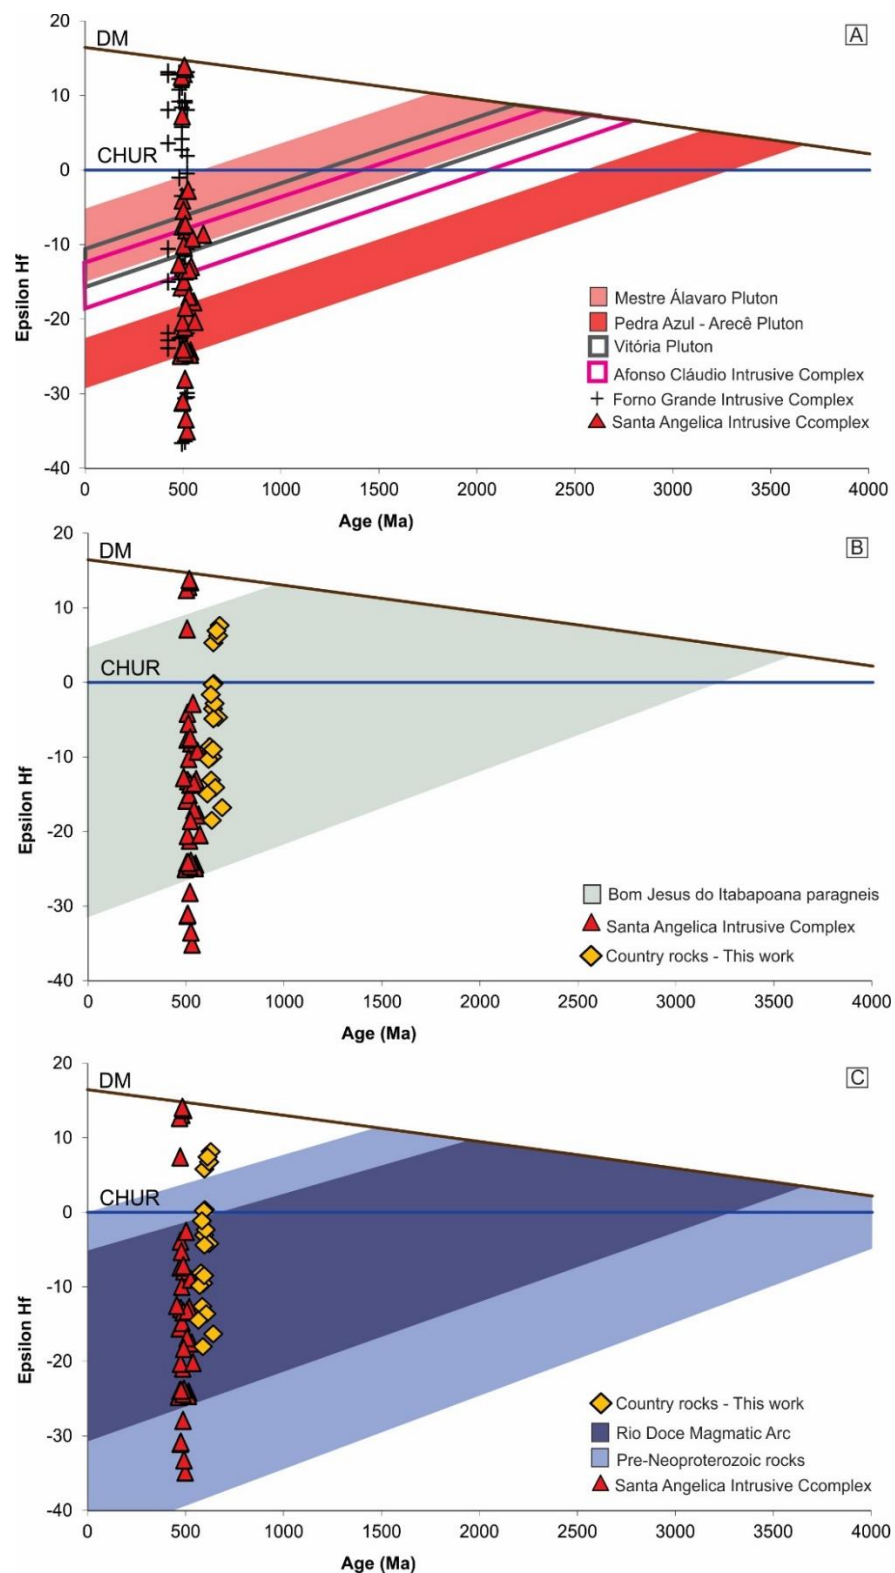 20
DM
A
10
CHUR
0
-10
Epsilon Hf
Mestre Álavaro Pluton
Pedra Azul - Arecê Pluton
-20
Vitória Pluton
Afonso Cláudio Intrusive Complex
-30
Forno Grande Intrusive Complex
Santa Angelica Intrusive Ccomplex
-40
0 500 1000 1500 2000 2500 3000 3500 4000
Age (Ma)
20
DM
B
10
CHUR
0
-10
Epsilon Hf
-20
Bom Jesus do Itabapoana paragneis
-30
Santa Angelica Intrusive Complex
Country rocks - This work
-40
0 500 1000 1500 2000 2500 3000 3500 4000
Age (Ma)
20
DM
C
10
CHUR
0
-10
Epsilon Hf
-20
Country rocks - This work
-30
Rio Doce Magmatic Arc
Pre-Neoproterozoic rocks
Santa Angelica Intrusive Ccomplex
-40
0 500 1000 1500 2000 2500 3000 3500 4000
Age (Ma)